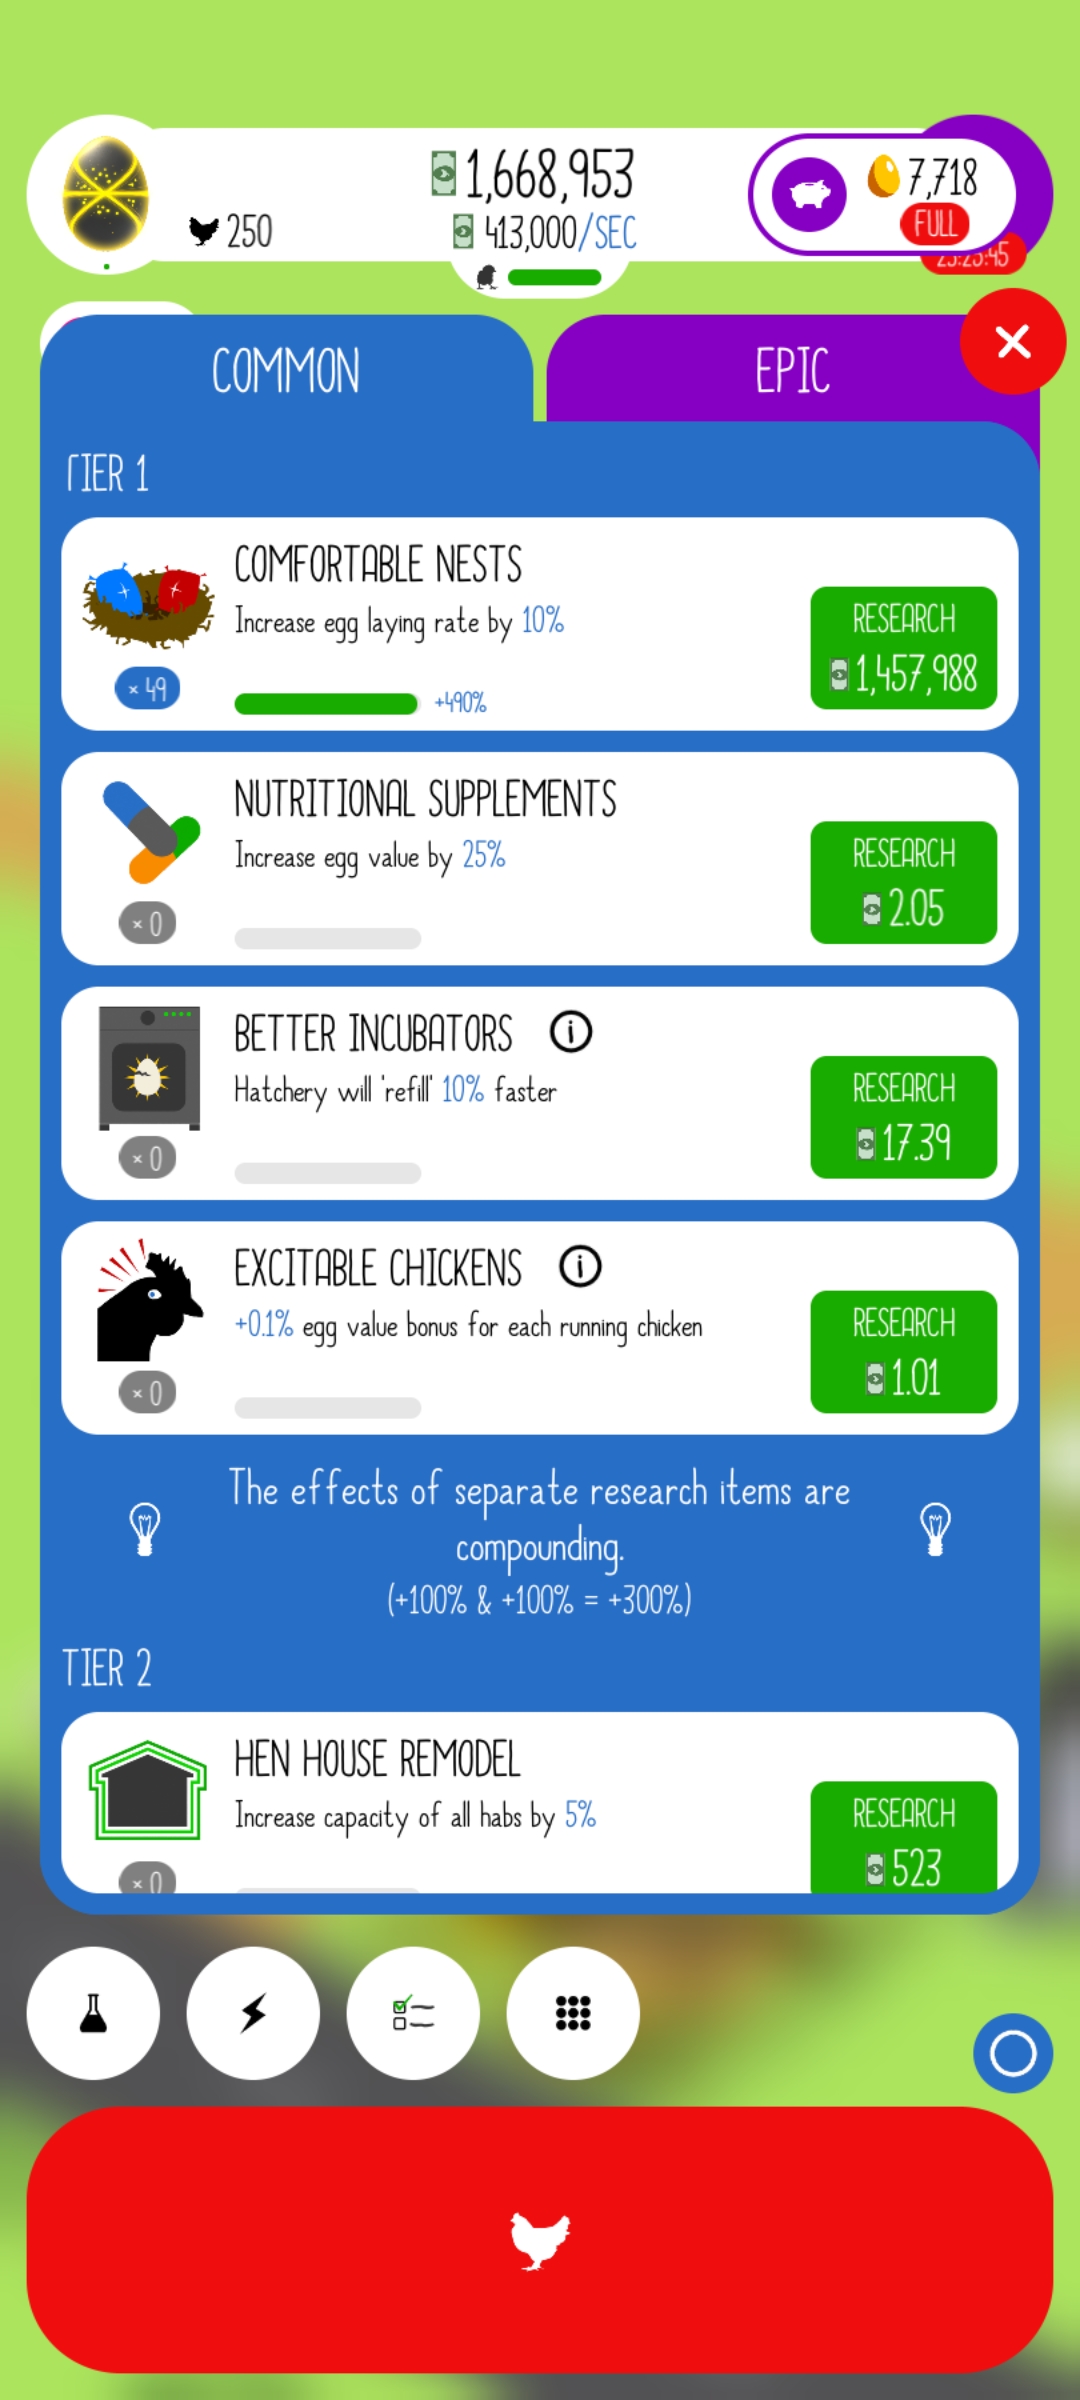 1,668,953
250
413,000/SEC
7,718
FULL
23:23:45
COMMON
EPIC
TIER 1
COMFORTABLE NESTS
Increase egg laying rate by 10%
RESEARCH
1,457,988
× 49
+490%
NUTRITIONAL SUPPLEMENTS
Increase egg value by 25%
RESEARCH
2.05
× 0
BETTER INCUBATORS
Hatchery will 'refill' 10% faster
RESEARCH
17.39
× 0
EXCITABLE CHICKENS
+0.1% egg value bonus for each running chicken
RESEARCH
1.01
× 0
The effects of separate research items are
compounding.
(+100% & +100% = +300%)
TIER 2
HEN HOUSE REMODEL
Increase capacity of all habs by 5%
RESEARCH
523
× 0